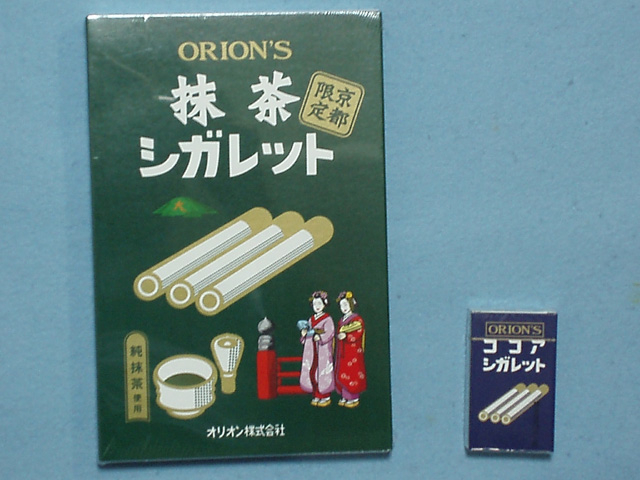 ORION'S
抹茶
京都
限定
シガレット
純抹茶使用
オリオン株式会社
ORION'S
ココア
シガレット